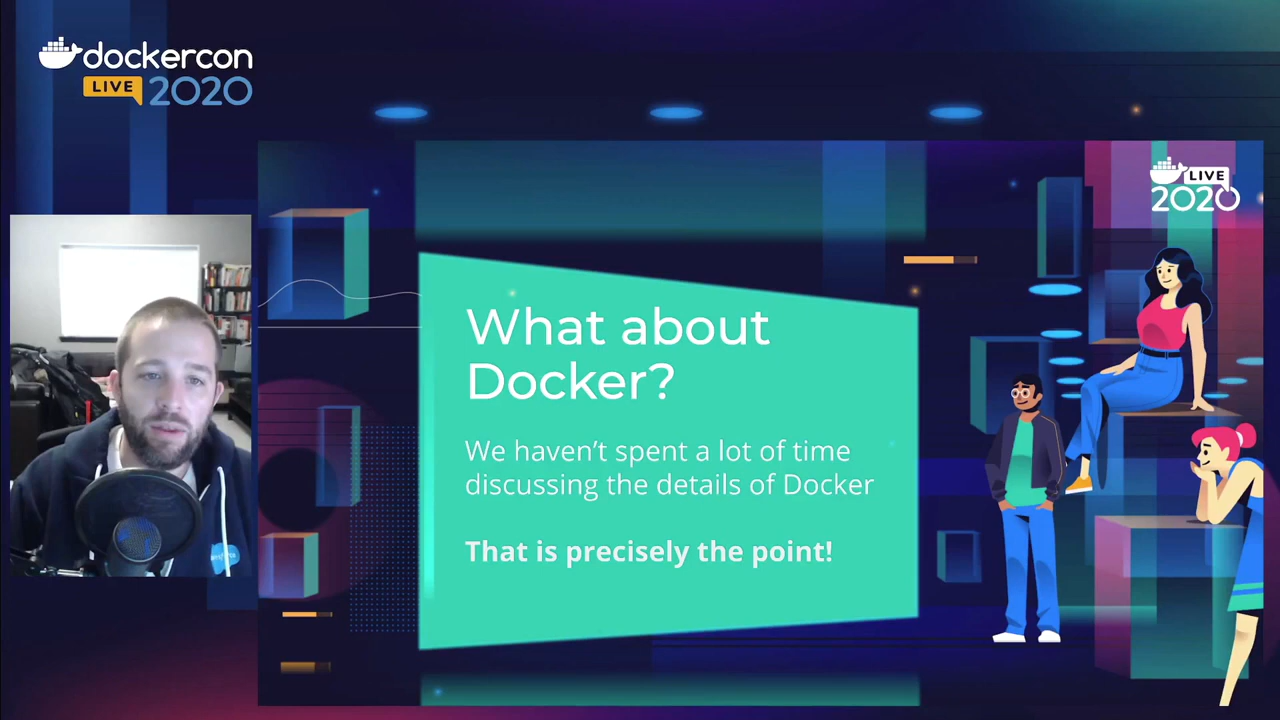 dockercon
LIVE 2020
LIVE
2020
What about
Docker?
We haven't spent a lot of time
discussing the details of Docker
That is precisely the point!